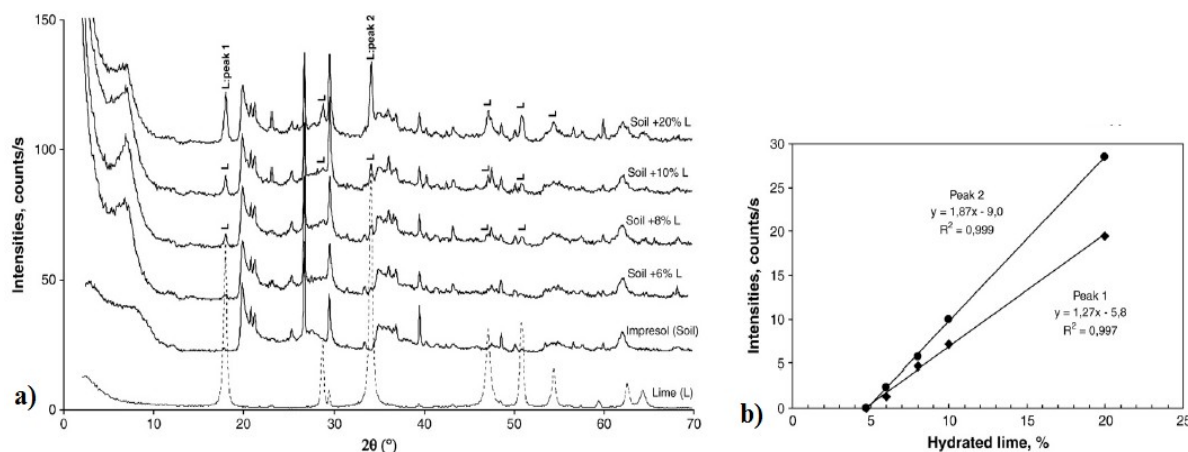 150
100
50
0
Intensities, counts/s
L:peak 1
L:peak 2
L
L
L
L
Soil +20% L
L
L
L
L
L
Soil +10% L
L
L
L
Soil +8% L
Soil +6% L
Impresol (Soil)
Lime (L)
a)
0 10 20 30 40 50 60 70
2θ (°)
30
25
20
15
10
5
0
Intensities, counts/s
Peak 2
y = 1,87x - 9,0
R² = 0,999
Peak 1
y = 1,27x - 5,8
R² = 0,997
b)
0 5 10 15 20 25
Hydrated lime, %